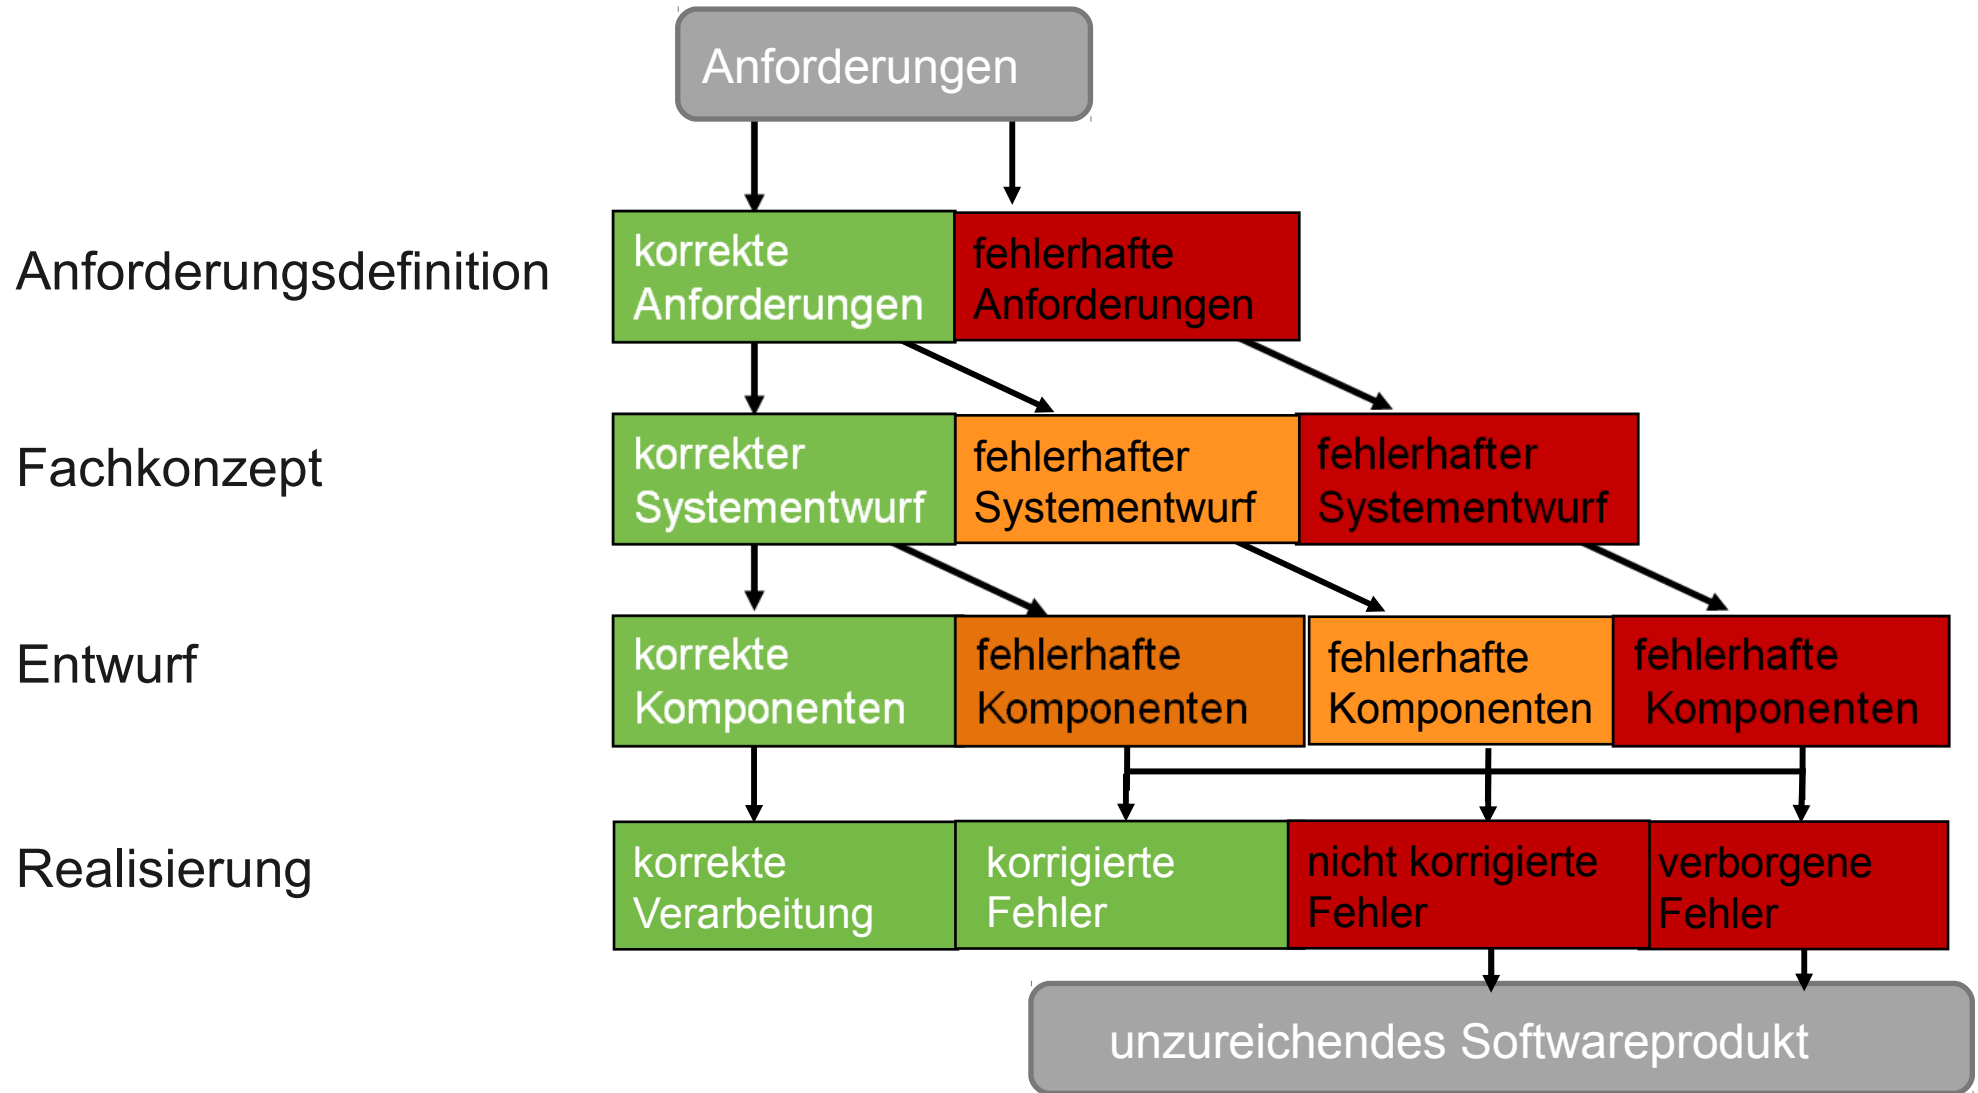 Anforderungen
Anforderungsdefinition
korrekte
Anforderungen
fehlerhafte
Anforderungen
Fachkonzept
korrekter
Systementwurf
fehlerhafter
Systementwurf
fehlerhafter
Systementwurf
Entwurf
korrekte
Komponenten
fehlerhafte
Komponenten
fehlerhafte
Komponenten
fehlerhafte
Komponenten
Realisierung
korrekte
Verarbeitung
korrigierte
Fehler
nicht korrigierte
Fehler
verborgene
Fehler
unzureichendes Softwareprodukt